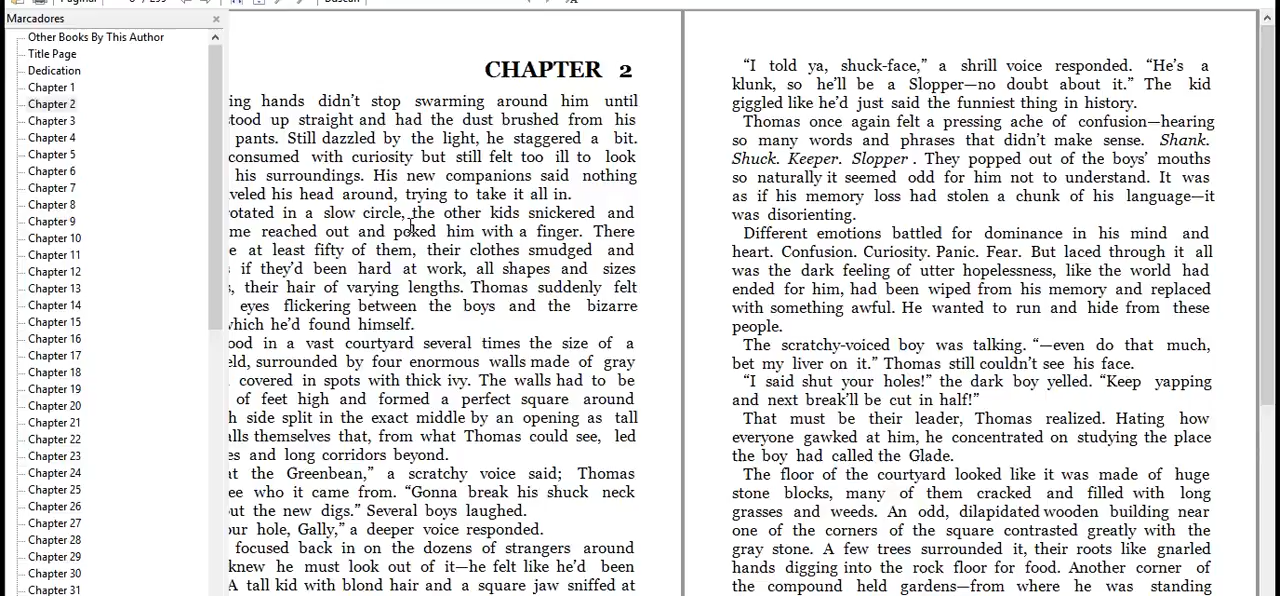 Buscar
Marcadores
Other Books By This Author
Title Page
Dedication
Chapter 1
Chapter 2
Chapter 3
Chapter 4
Chapter 5
Chapter 6
Chapter 7
Chapter 8
Chapter 9
Chapter 10
Chapter 11
Chapter 12
Chapter 13
Chapter 14
Chapter 15
Chapter 16
Chapter 17
Chapter 18
Chapter 19
Chapter 20
Chapter 21
Chapter 22
Chapter 23
Chapter 24
Chapter 25
Chapter 26
Chapter 27
Chapter 28
Chapter 29
Chapter 30
Chapter 31
CHAPTER 2
ing hands didn’t stop swarming around him until
tood up straight and had the dust brushed from his
pants. Still dazzled by the light, he staggered a bit.
consumed with curiosity but still felt too ill to look
his surroundings. His new companions said nothing
veled his head around, trying to take it all in.
rotated in a slow circle, the other kids snickered and
me reached out and poked him with a finger. There
e at least fifty of them, their clothes smudged and
if they’d been hard at work, all shapes and sizes
s, their hair of varying lengths. Thomas suddenly felt
eyes flickering between the boys and the bizarre
which he’d found himself.
ood in a vast courtyard several times the size of a
eld, surrounded by four enormous walls made of gray
covered in spots with thick ivy. The walls had to be
of feet high and formed a perfect square around
h side split in the exact middle by an opening as tall
alls themselves that, from what Thomas could see, led
es and long corridors beyond.
at the Greenbean,” a scratchy voice said; Thomas
ee who it came from. “Gonna break his shuck neck
ut the new digs.” Several boys laughed.
our hole, Gally,” a deeper voice responded.
focused back in on the dozens of strangers around
knew he must look out of it—he felt like he’d been
A tall kid with blond hair and a square jaw sniffed at
“I told ya, shuck-face,” a shrill voice responded. “He’s a
klunk, so he’ll be a Slopper—no doubt about it.” The kid
giggled like he’d just said the funniest thing in history.
Thomas once again felt a pressing ache of confusion—hearing
so many words and phrases that didn’t make sense. Shank.
Shuck. Keeper. Slopper . They popped out of the boys’ mouths
so naturally it seemed odd for him not to understand. It was
as if his memory loss had stolen a chunk of his language—it
was disorienting.
Different emotions battled for dominance in his mind and
heart. Confusion. Curiosity. Panic. Fear. But laced through it all
was the dark feeling of utter hopelessness, like the world had
ended for him, had been wiped from his memory and replaced
with something awful. He wanted to run and hide from these
people.
The scratchy-voiced boy was talking. “—even do that much,
bet my liver on it.” Thomas still couldn’t see his face.
“I said shut your holes!” the dark boy yelled. “Keep yapping
and next break’ll be cut in half!”
That must be their leader, Thomas realized. Hating how
everyone gawked at him, he concentrated on studying the place
the boy had called the Glade.
The floor of the courtyard looked like it was made of huge
stone blocks, many of them cracked and filled with long
grasses and weeds. An odd, dilapidated wooden building near
one of the corners of the square contrasted greatly with the
gray stone. A few trees surrounded it, their roots like gnarled
hands digging into the rock floor for food. Another corner of
the compound held gardens—from where he was standing